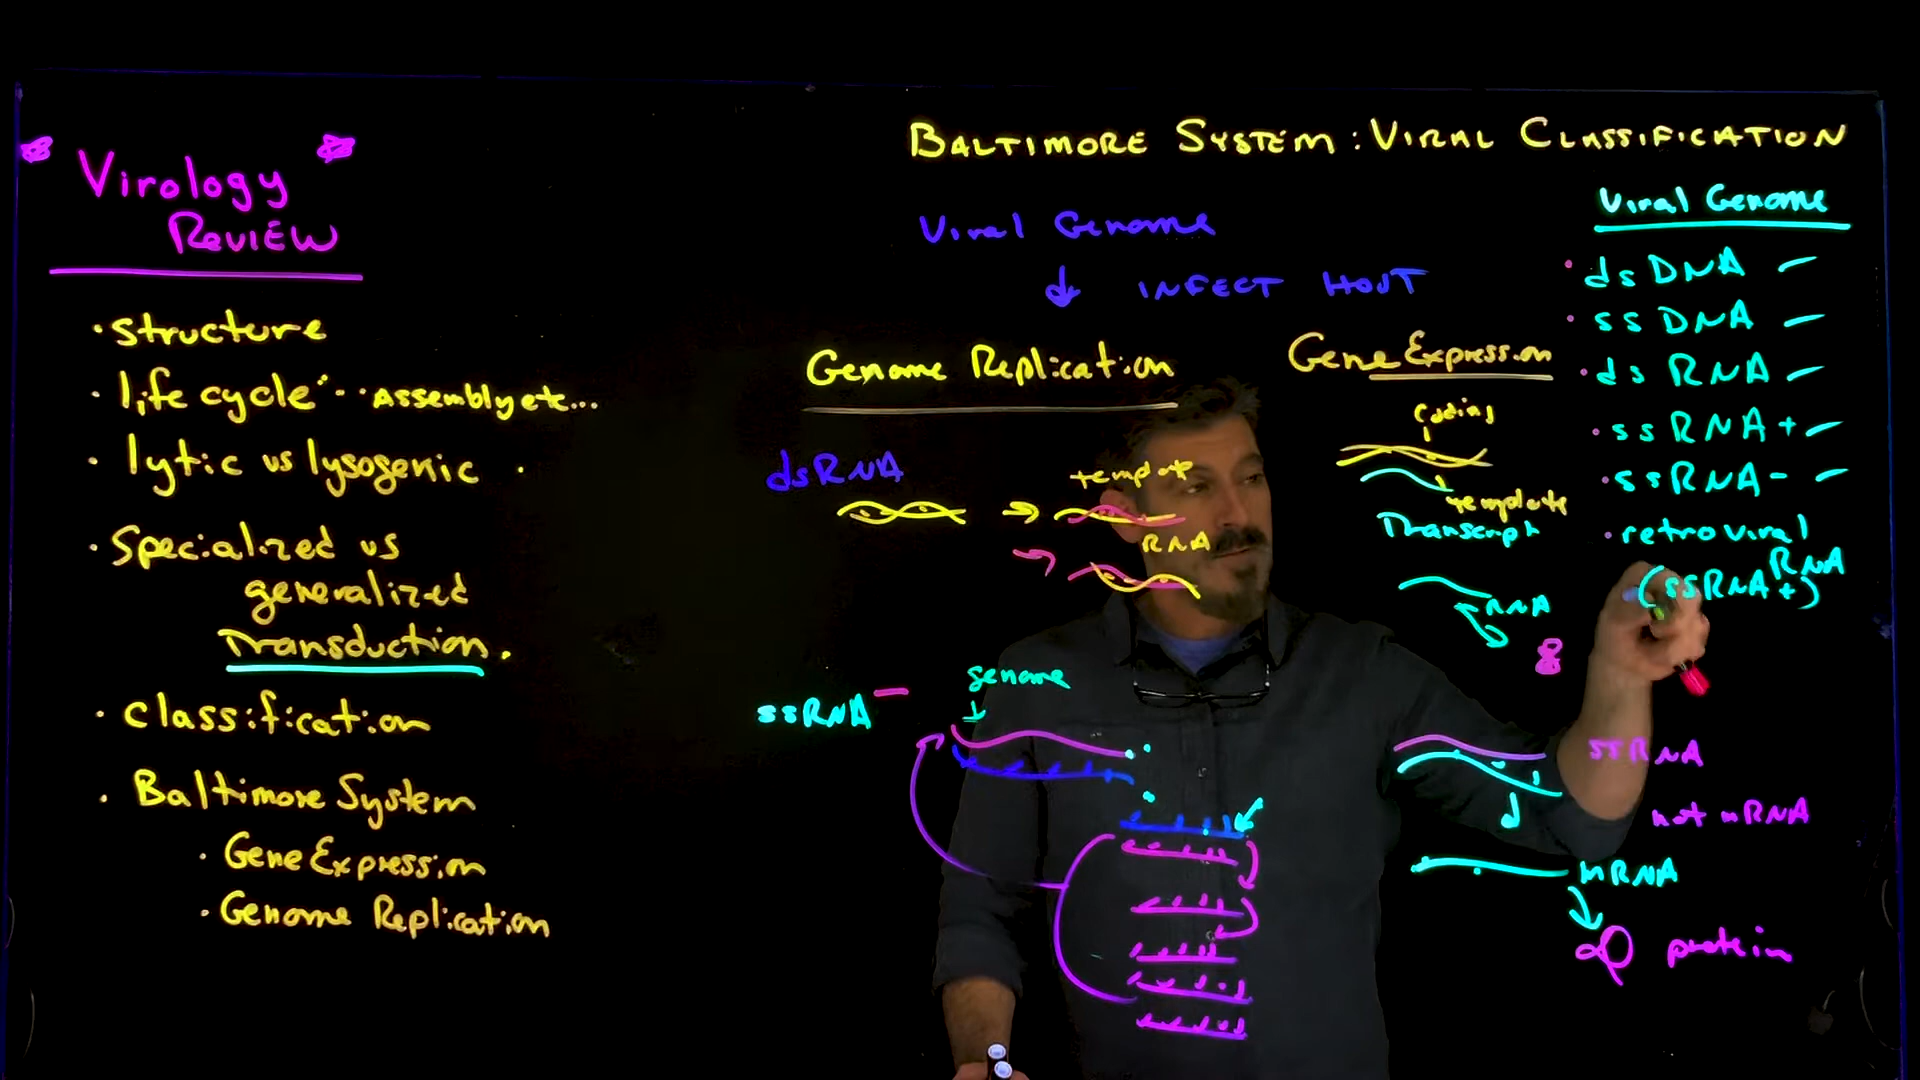 Virology
Review
• Structure
• life cycle - Assembly etc...
• lytic vs lysogenic
• Specialized vs
generalized
Transduction.
• Classification
• Baltimore System
• Gene Expression
• Genome Replication
Baltimore System: Viral Classification
Viral Genome
↓ Infect Host
Genome Replication
dsRNA
template
RNA
ssRNA-
genome
Gene Expression
coding
template
Transcript
RNA
ssRNA
not mRNA
mRNA
protein
Viral Genome
• dsDNA -
• ssDNA -
• dsRNA -
• ssRNA+ -
• ssRNA- -
• retroviral
RNA
(ssRNA+)